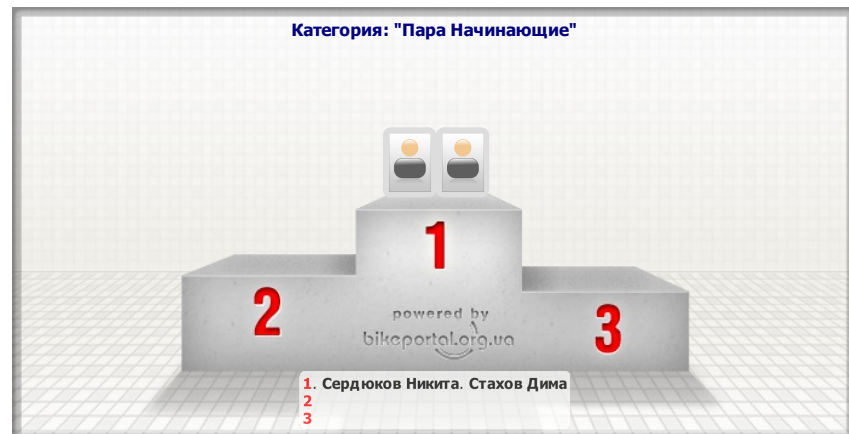 Категория: "Пара Начинающие"
1
2
3
powered by
bikeportal.org.ua
1. Сердюков Никита. Стахов Дима
2
3